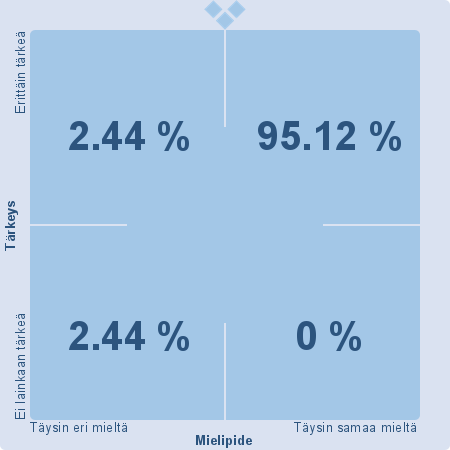 Erittäin tärkeä
2.44 %
95.12 %
Tärkeys
2.44 %
0 %
Ei lainkaan tärkeä
Täysin eri mieltä
Täysin samaa mieltä
Mielipide